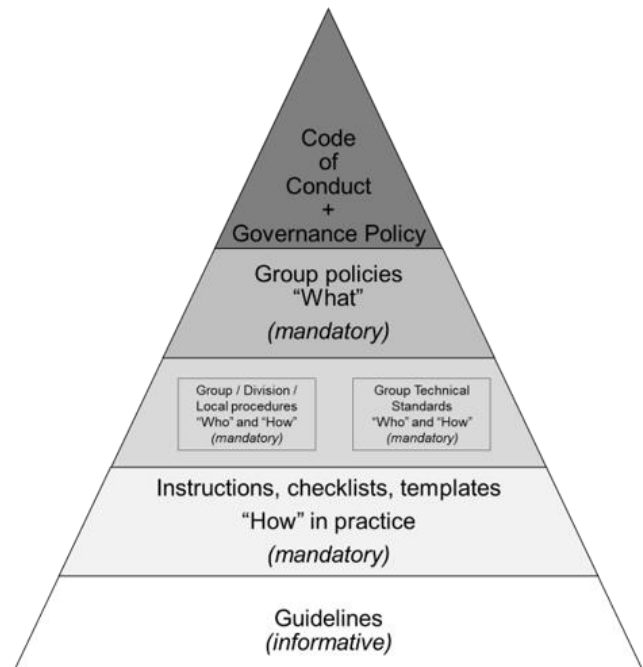 Code
of
Conduct
+
Governance Policy
Group policies
“What”
(mandatory)
Group / Division /
Local procedures
“Who” and “How”
(mandatory)
Group Technical
Standards
“Who” and “How”
(mandatory)
Instructions, checklists, templates
“How” in practice
(mandatory)
Guidelines
(informative)